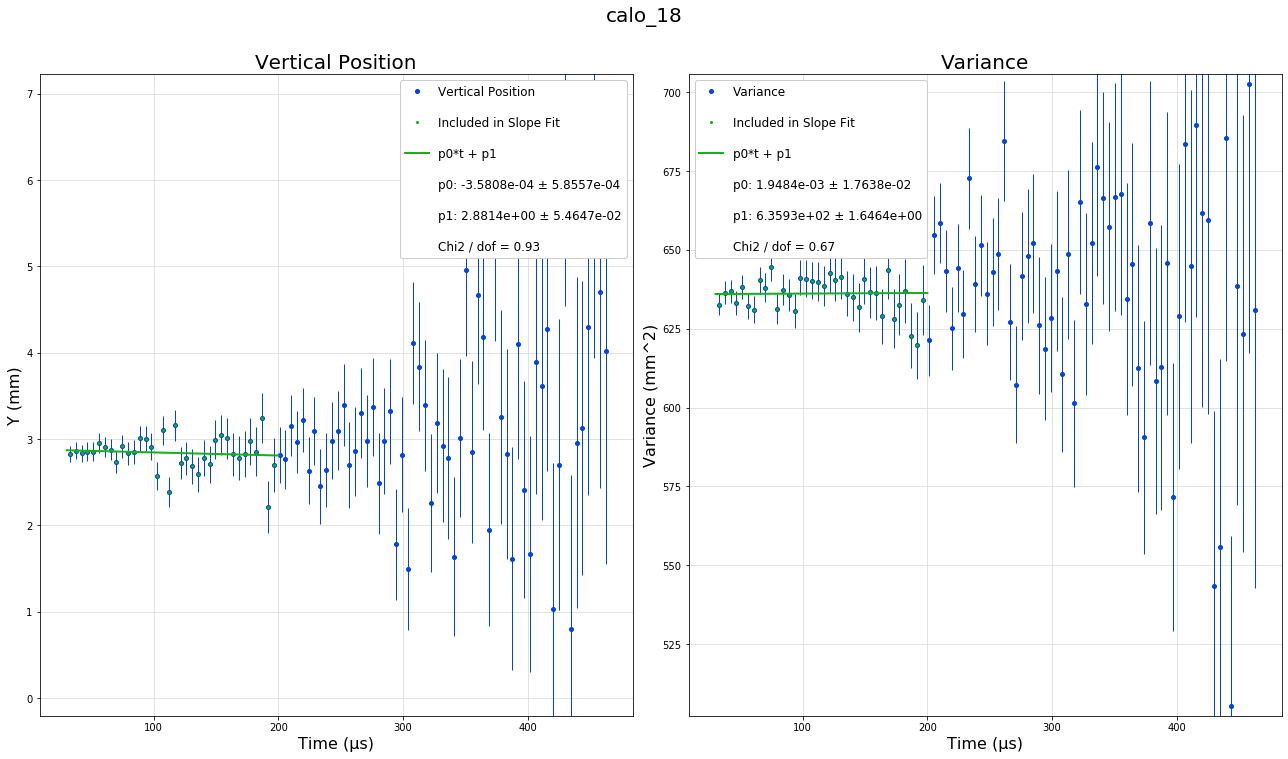 calo_18
Vertical Position
Vertical Position
Included in Slope Fit
p0*t + p1
p0: -3.5808e-04 ± 5.8557e-04
p1: 2.8814e+00 ± 5.4647e-02
Chi2 / dof = 0.93
7
6
5
4
3
2
1
0
Y (mm)
100
200
300
400
Time (μs)
Variance
Variance
Included in Slope Fit
p0*t + p1
p0: 1.9484e-03 ± 1.7638e-02
p1: 6.3593e+02 ± 1.6464e+00
Chi2 / dof = 0.67
700
675
650
625
600
575
550
525
Variance (mm^2)
100
200
300
400
Time (μs)